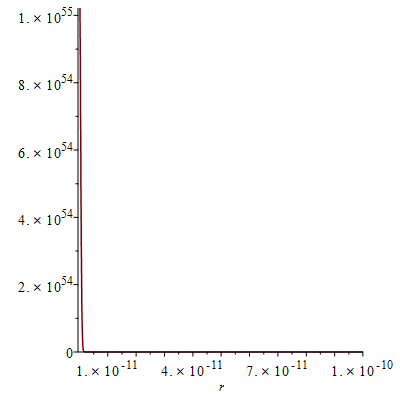 1. × 10^55
8. × 10^54
6. × 10^54
4. × 10^54
2. × 10^54
0
1. × 10^-11 4. × 10^-11 7. × 10^-11 1. × 10^-10
r